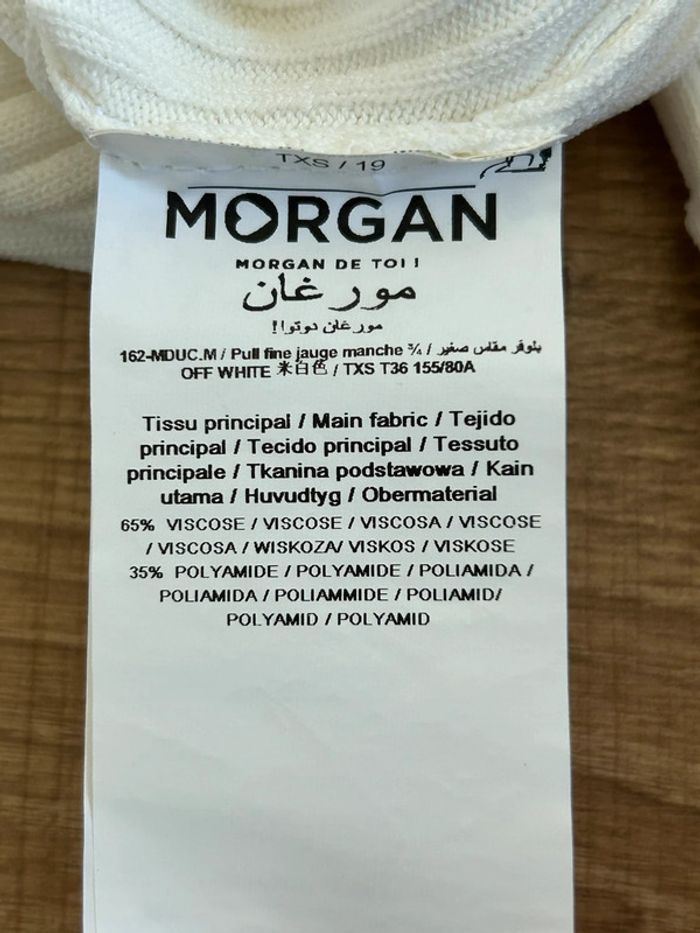 TXS / 19
MORGAN
MORGAN DE TOI !
مورغان
مورغان دوتوا!
162-MDUC.M / Pull fine jauge manche ¾ / بلوفر مقاس صغير
OFF WHITE 米白色 / TXS T36 155/80A
Tissu principal / Main fabric / Tejido
principal / Tecido principal / Tessuto
principale / Tkanina podstawowa / Kain
utama / Huvudtyg / Obermaterial
65% VISCOSE / VISCOSE / VISCOSA / VISCOSE
/ VISCOSA / WISKOZA/ VISKOS / VISKOSE
35% POLYAMIDE / POLYAMIDE / POLIAMIDA /
POLIAMIDA / POLIAMMIDE / POLIAMID/
POLYAMID / POLYAMID